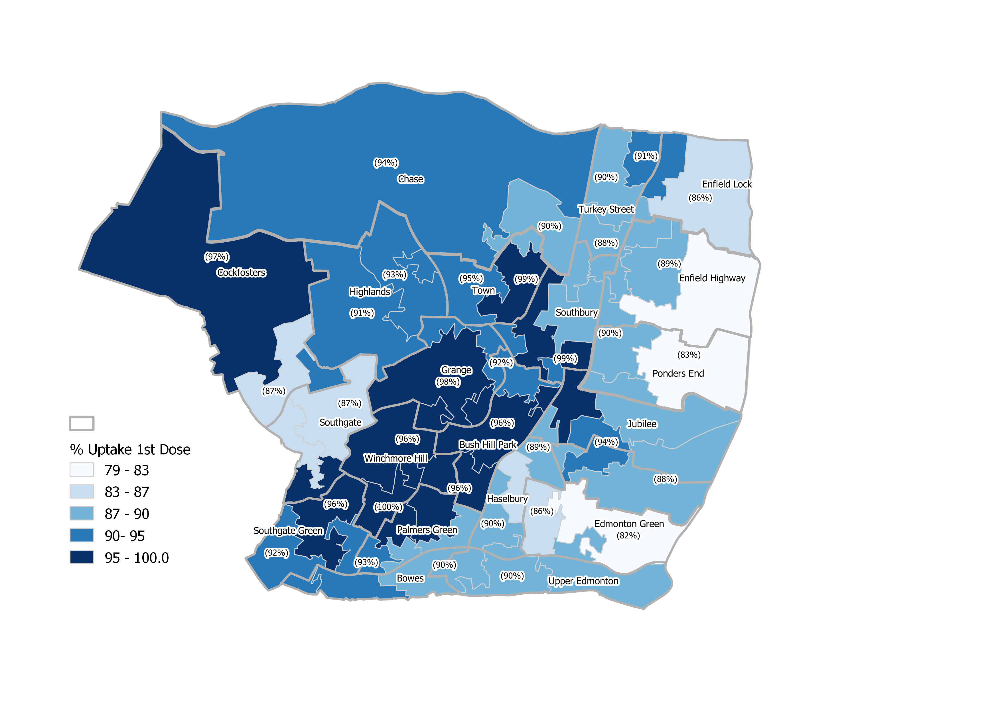 (94%)
Chase
(91%)
(90%)
Enfield Lock
(86%)
Turkey Street
(90%)
(88%)
(97%)
Cockfosters
(89%)
Enfield Highway
(93%)
(95%)
(99%)
Highlands
Town
(91%)
Southbury
(90%)
(83%)
(92%)
(99%)
Grange
(98%)
Ponders End
(87%)
(87%)
Southgate
(96%)
Jubilee
(96%)
Bush Hill Park
(89%)
(94%)
Winchmore Hill
(88%)
(96%)
Haselbury
(96%)
(100%)
(86%)
(90%)
Edmonton Green
(82%)
Southgate Green
Palmers Green
(92%)
(93%)
(90%)
Bowes
(90%)
Upper Edmonton
% Uptake 1st Dose
79 - 83
83 - 87
87 - 90
90- 95
95 - 100.0